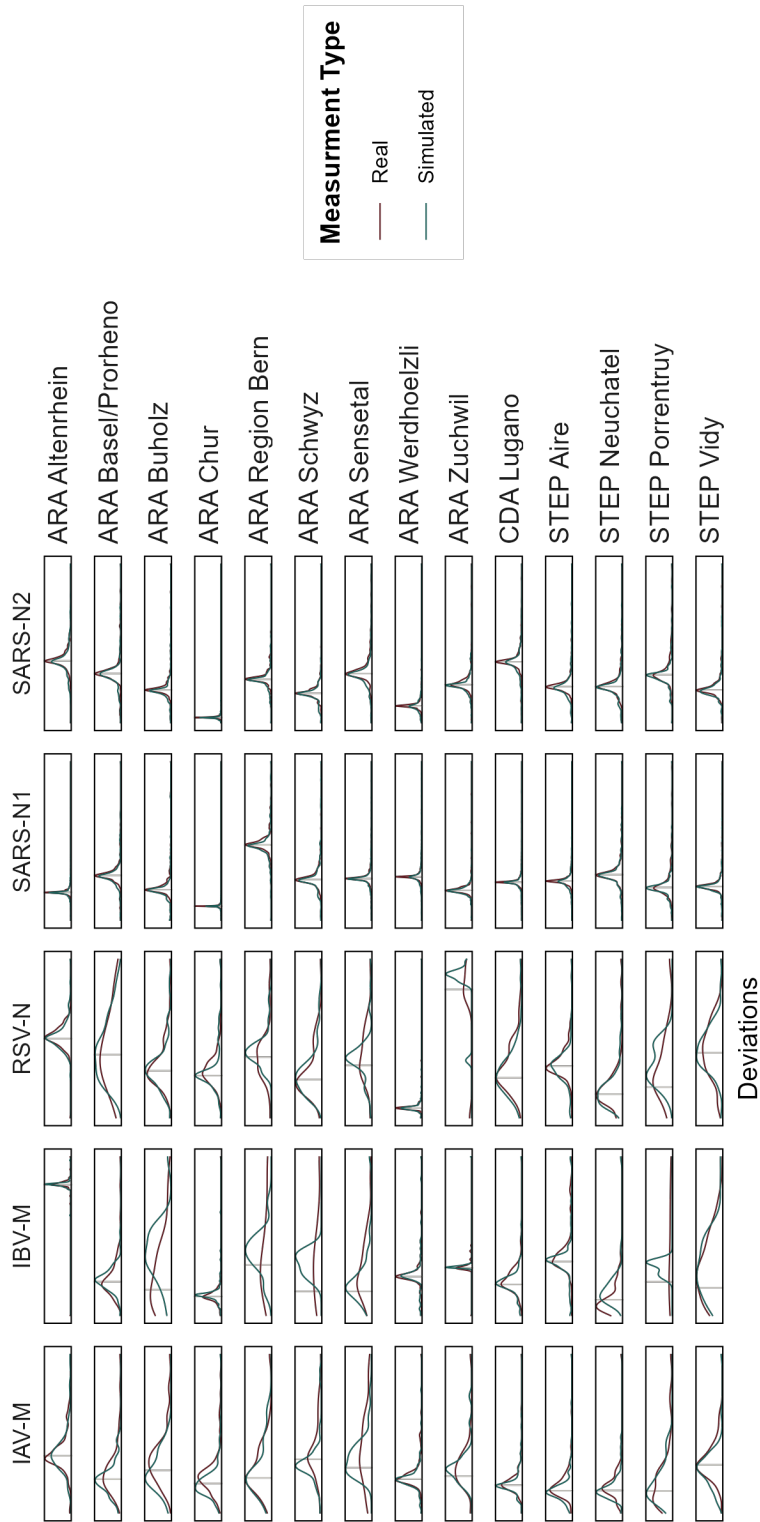 IAV-M
IBV-M
RSV-N
SARS-N1
SARS-N2
ARA Altenrhein
ARA Basel/Prorheno
ARA Buholz
ARA Chur
ARA Region Bern
ARA Schwyz
ARA Sensetal
ARA Werdhoelzli
ARA Zuchwil
CDA Lugano
STEP Aire
STEP Neuchatel
STEP Porrentruy
STEP Vidy
Deviations
Measurment Type
Real
Simulated